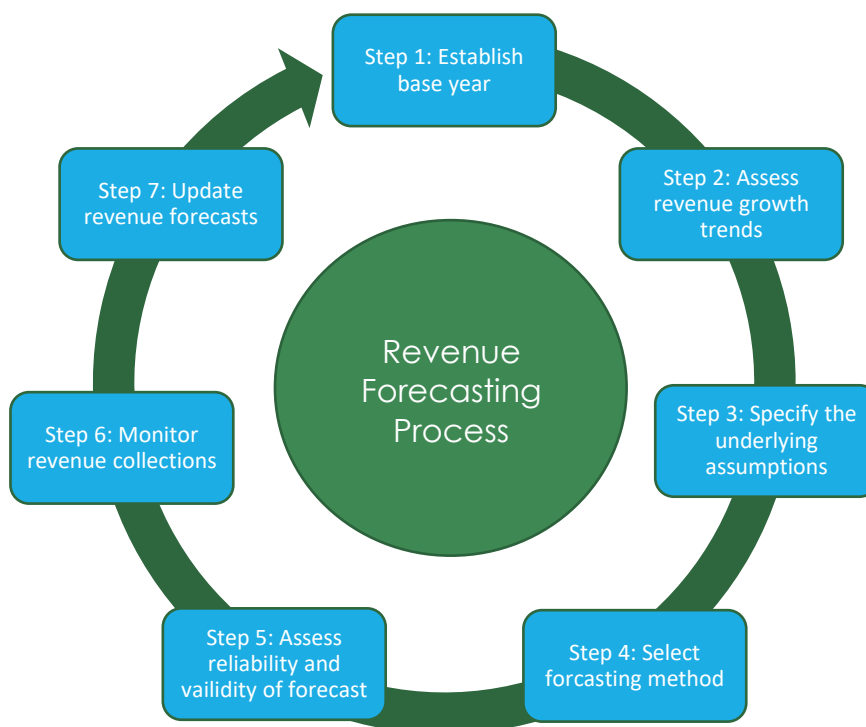 Step 1: Establish
base year
Step 2: Assess
revenue growth
trends
Step 3: Specify the
underlying
assumptions
Step 4: Select
forcasting method
Step 5: Assess
reliability and
vailidity of forecast
Step 6: Monitor
revenue collections
Step 7: Update
revenue forecasts
Revenue
Forecasting
Process